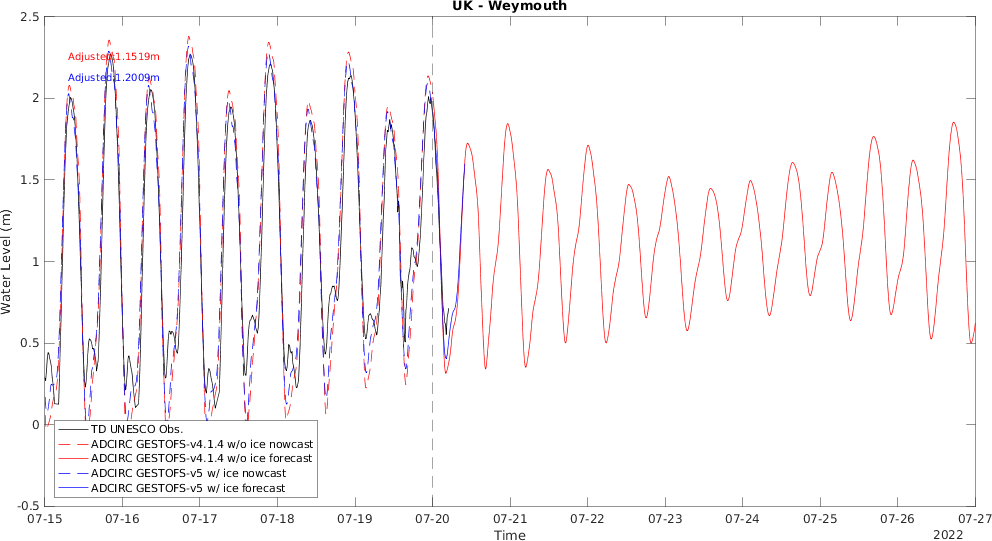 UK - Weymouth
2.5
2
1.5
1
0.5
0
-0.5
Water Level (m)
Adjusted:1.1519m
Adjusted:1.2009m
TD UNESCO Obs.
ADCIRC GESTOFS-v4.1.4 w/o ice nowcast
ADCIRC GESTOFS-v4.1.4 w/o ice forecast
ADCIRC GESTOFS-v5 w/ ice nowcast
ADCIRC GESTOFS-v5 w/ ice forecast
07-15 07-16 07-17 07-18 07-19 07-20 07-21 07-22 07-23 07-24 07-25 07-26 07-27
Time
2022